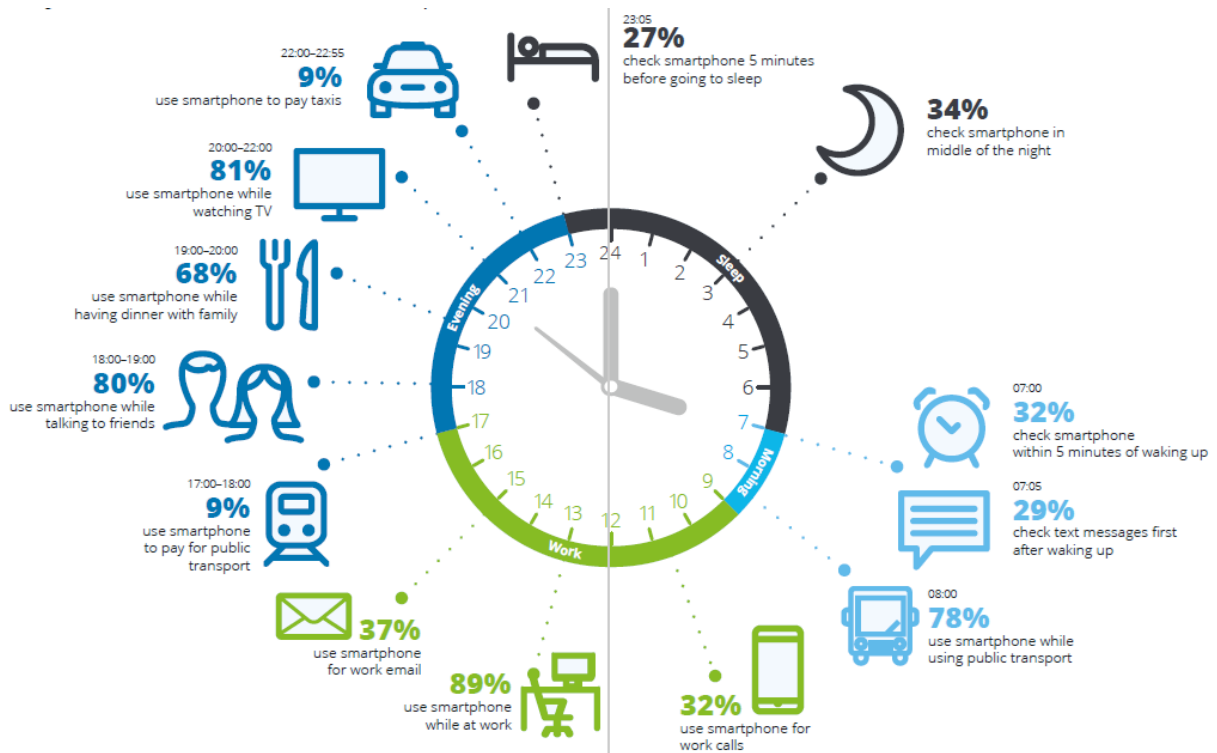 22:00–22:55
9%
use smartphone to pay taxis
20:00–22:00
81%
use smartphone while
watching TV
19:00–20:00
68%
use smartphone while
having dinner with family
18:00–19:00
80%
use smartphone while
talking to friends
17:00–18:00
9%
use smartphone
to pay for public
transport
37%
use smartphone
for work email
89%
use smartphone
while at work
23:05
27%
check smartphone 5 minutes
before going to sleep
34%
check smartphone in
middle of the night
07:00
32%
check smartphone
within 5 minutes of waking up
07:05
29%
check text messages first
after waking up
08:00
78%
use smartphone while
using public transport
32%
use smartphone for
work calls
Sleep
Morning
Work
Evening
24
1
2
3
4
5
6
7
8
9
10
11
12
13
14
15
16
17
18
19
20
21
22
23